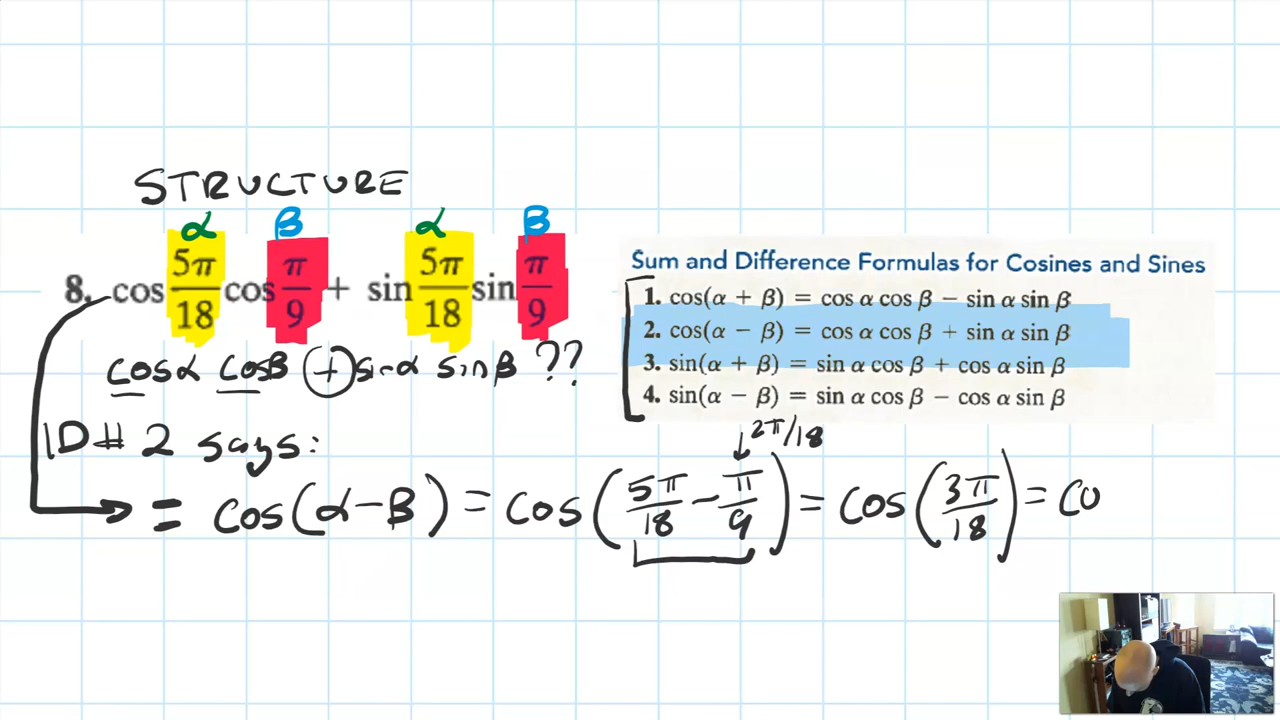 STRUCTURE
α β α β
8. cos 5π/18 cos π/9 + sin 5π/18 sin π/9
cosα cosβ + sinα sinβ ??
Sum and Difference Formulas for Cosines and Sines
1. cos(α + β) = cos α cos β − sin α sin β
2. cos(α − β) = cos α cos β + sin α sin β
3. sin(α + β) = sin α cos β + cos α sin β
4. sin(α − β) = sin α cos β − cos α sin β
ID# 2 says:
2π/18
= cos(α−β) = cos(5π/18 − π/9) = cos(3π/18) = co